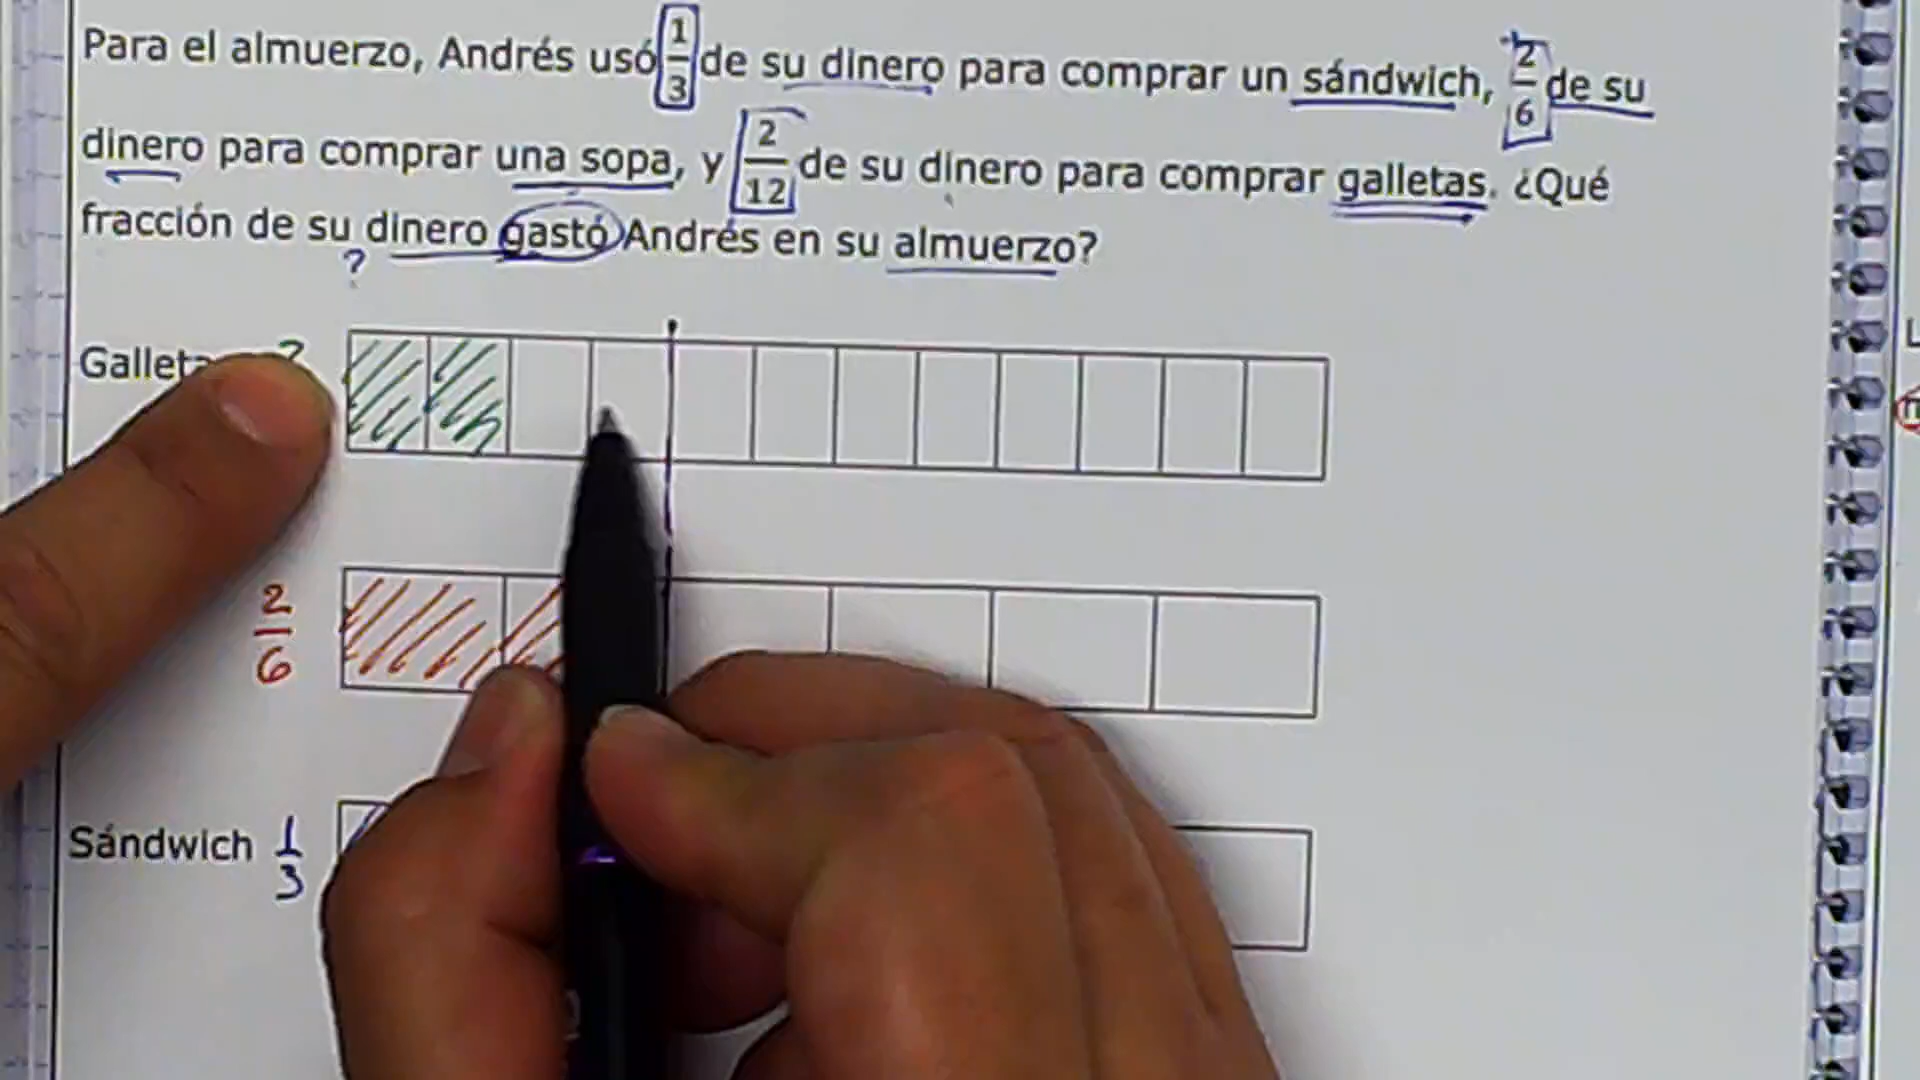 Para el almuerzo, Andrés usó 1/3 de su dinero para comprar un sándwich, 2/6 de su
dinero para comprar una sopa, y 2/12 de su dinero para comprar galletas. ¿Qué
fracción de su dinero gastó Andrés en su almuerzo?
?
2/6
Sándwich 1/3